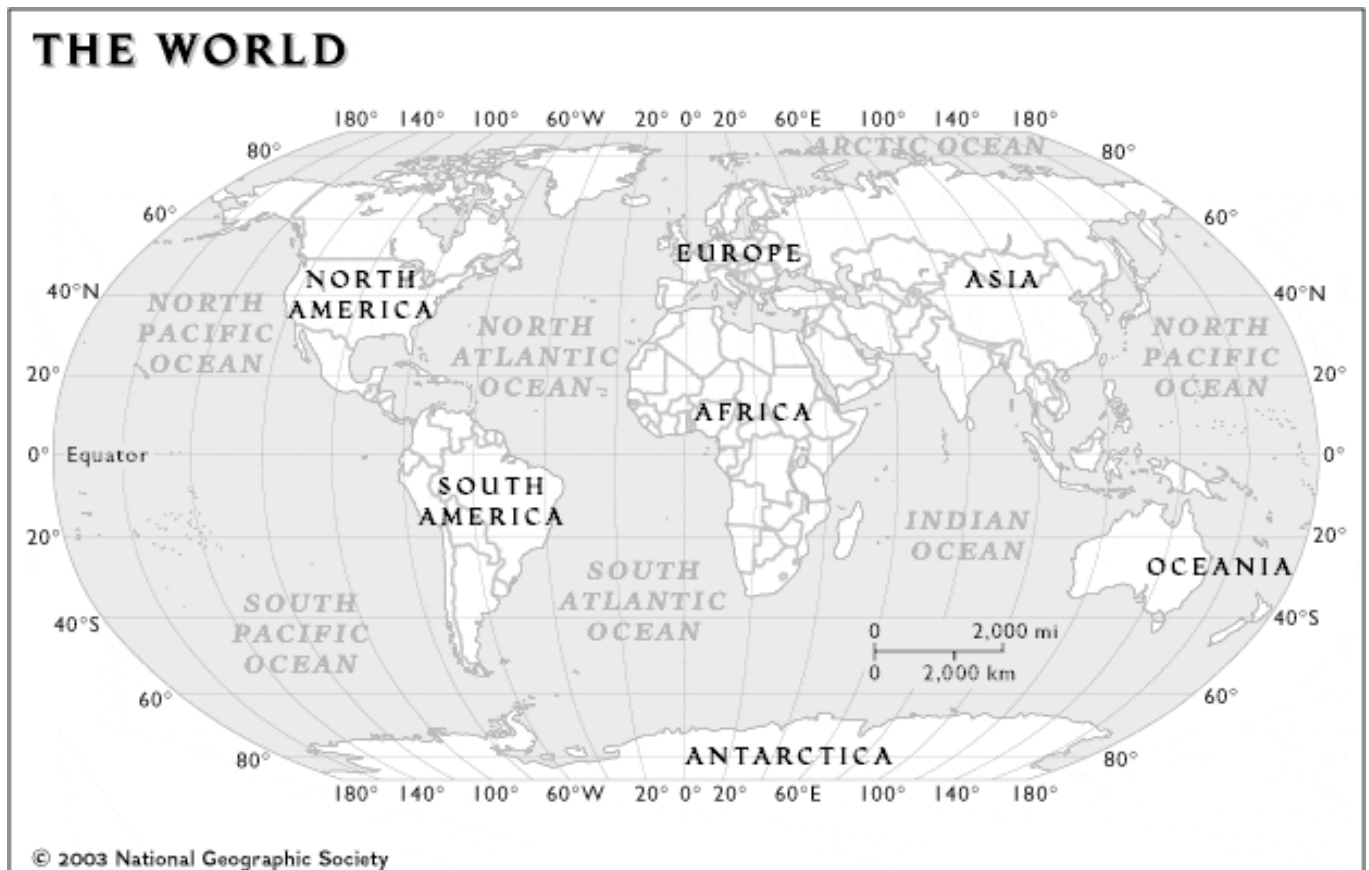 THE WORLD
180° 140° 100° 60°W 20° 0° 20° 60°E 100° 140° 180°
ARCTIC OCEAN
80° 80°
60° 60°
EUROPE
NORTH
AMERICA
ASIA
40°N 40°N
NORTH
PACIFIC
OCEAN
NORTH
ATLANTIC
OCEAN
NORTH
PACIFIC
OCEAN
20° 20°
AFRICA
0° Equator 0°
SOUTH
AMERICA
INDIAN
OCEAN
20° 20°
OCEANIA
SOUTH
ATLANTIC
OCEAN
SOUTH
PACIFIC
OCEAN
40°S 40°S
0 2,000 mi
0 2,000 km
60° 60°
ANTARCTICA
80° 80°
180° 140° 100° 60°W 20° 0° 20° 60°E 100° 140° 180°
© 2003 National Geographic Society